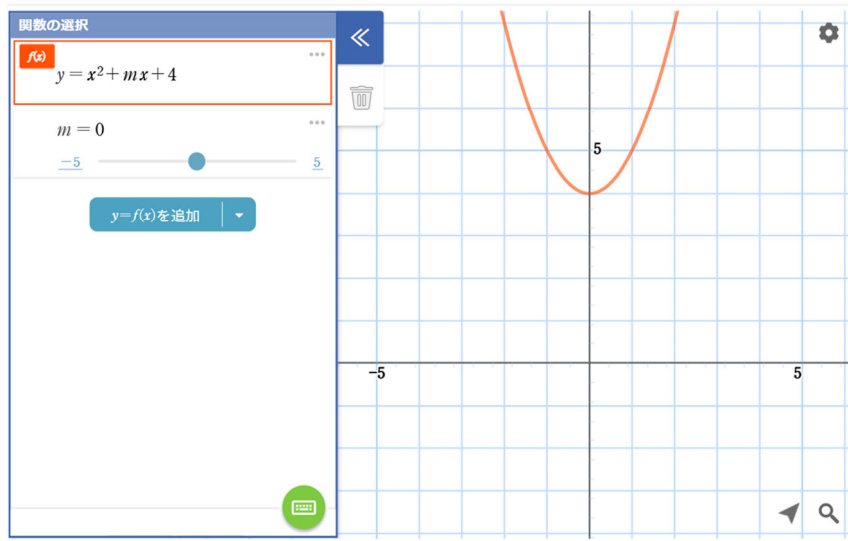 関数の選択
f(x)
y = x² + mx + 4
m = 0
−5 5
y=f(x)を追加
5
−5 5